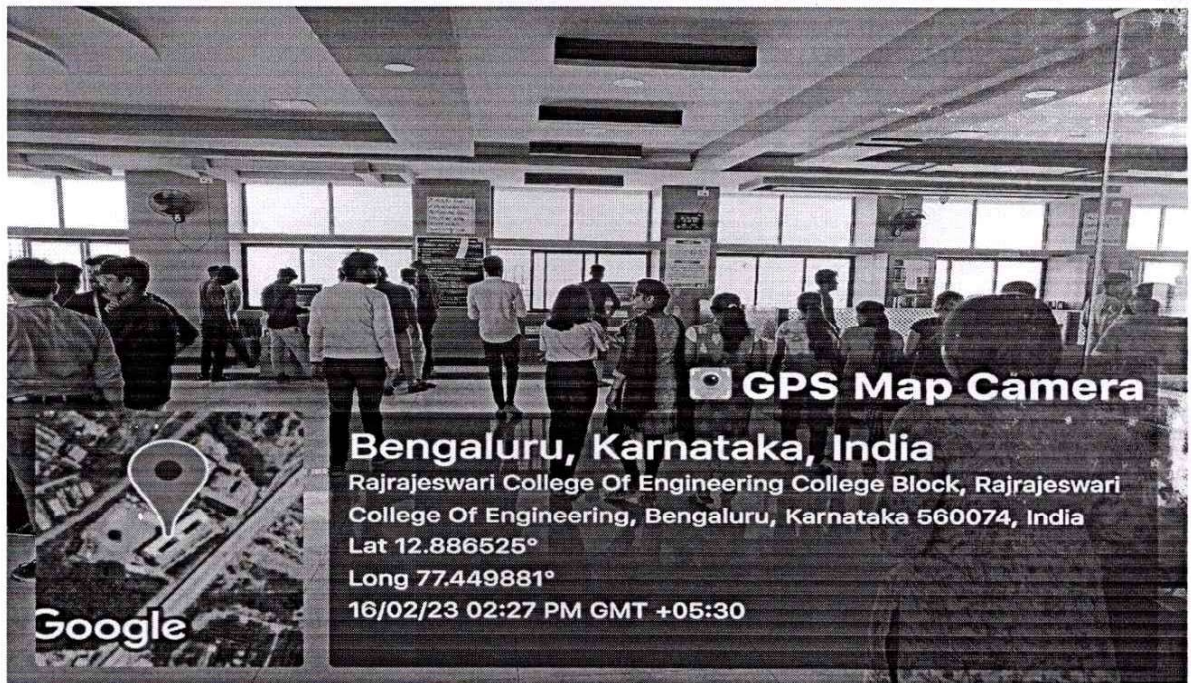 GPS Map Camera
Bengaluru, Karnataka, India
Rajrajeswari College Of Engineering College Block, Rajrajeswari
College Of Engineering, Bengaluru, Karnataka 560074, India
Lat 12.886525°
Long 77.449881°
16/02/23 02:27 PM GMT +05:30
Google